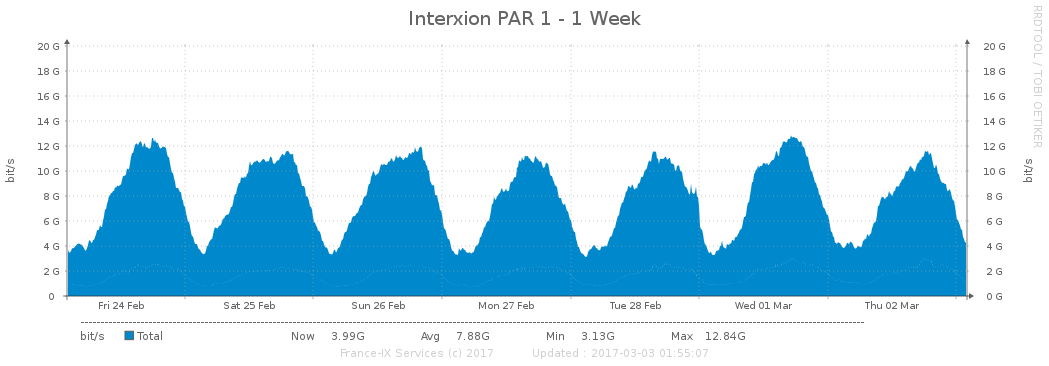 Interxion PAR 1 - 1 Week
RRDTOOL / TOBI OETIKER
20 G 20 G
18 G 18 G
16 G 16 G
14 G 14 G
12 G 12 G
10 G 10 G
8 G 8 G
6 G 6 G
4 G 4 G
2 G 2 G
0 0 G
bit/s bit/s
Fri 24 Feb Sat 25 Feb Sun 26 Feb Mon 27 Feb Tue 28 Feb Wed 01 Mar Thu 02 Mar
bit/s Total Now 3.99G Avg 7.88G Min 3.13G Max 12.84G
France-IX Services (c) 2017 Updated : 2017-03-03 01:55:07